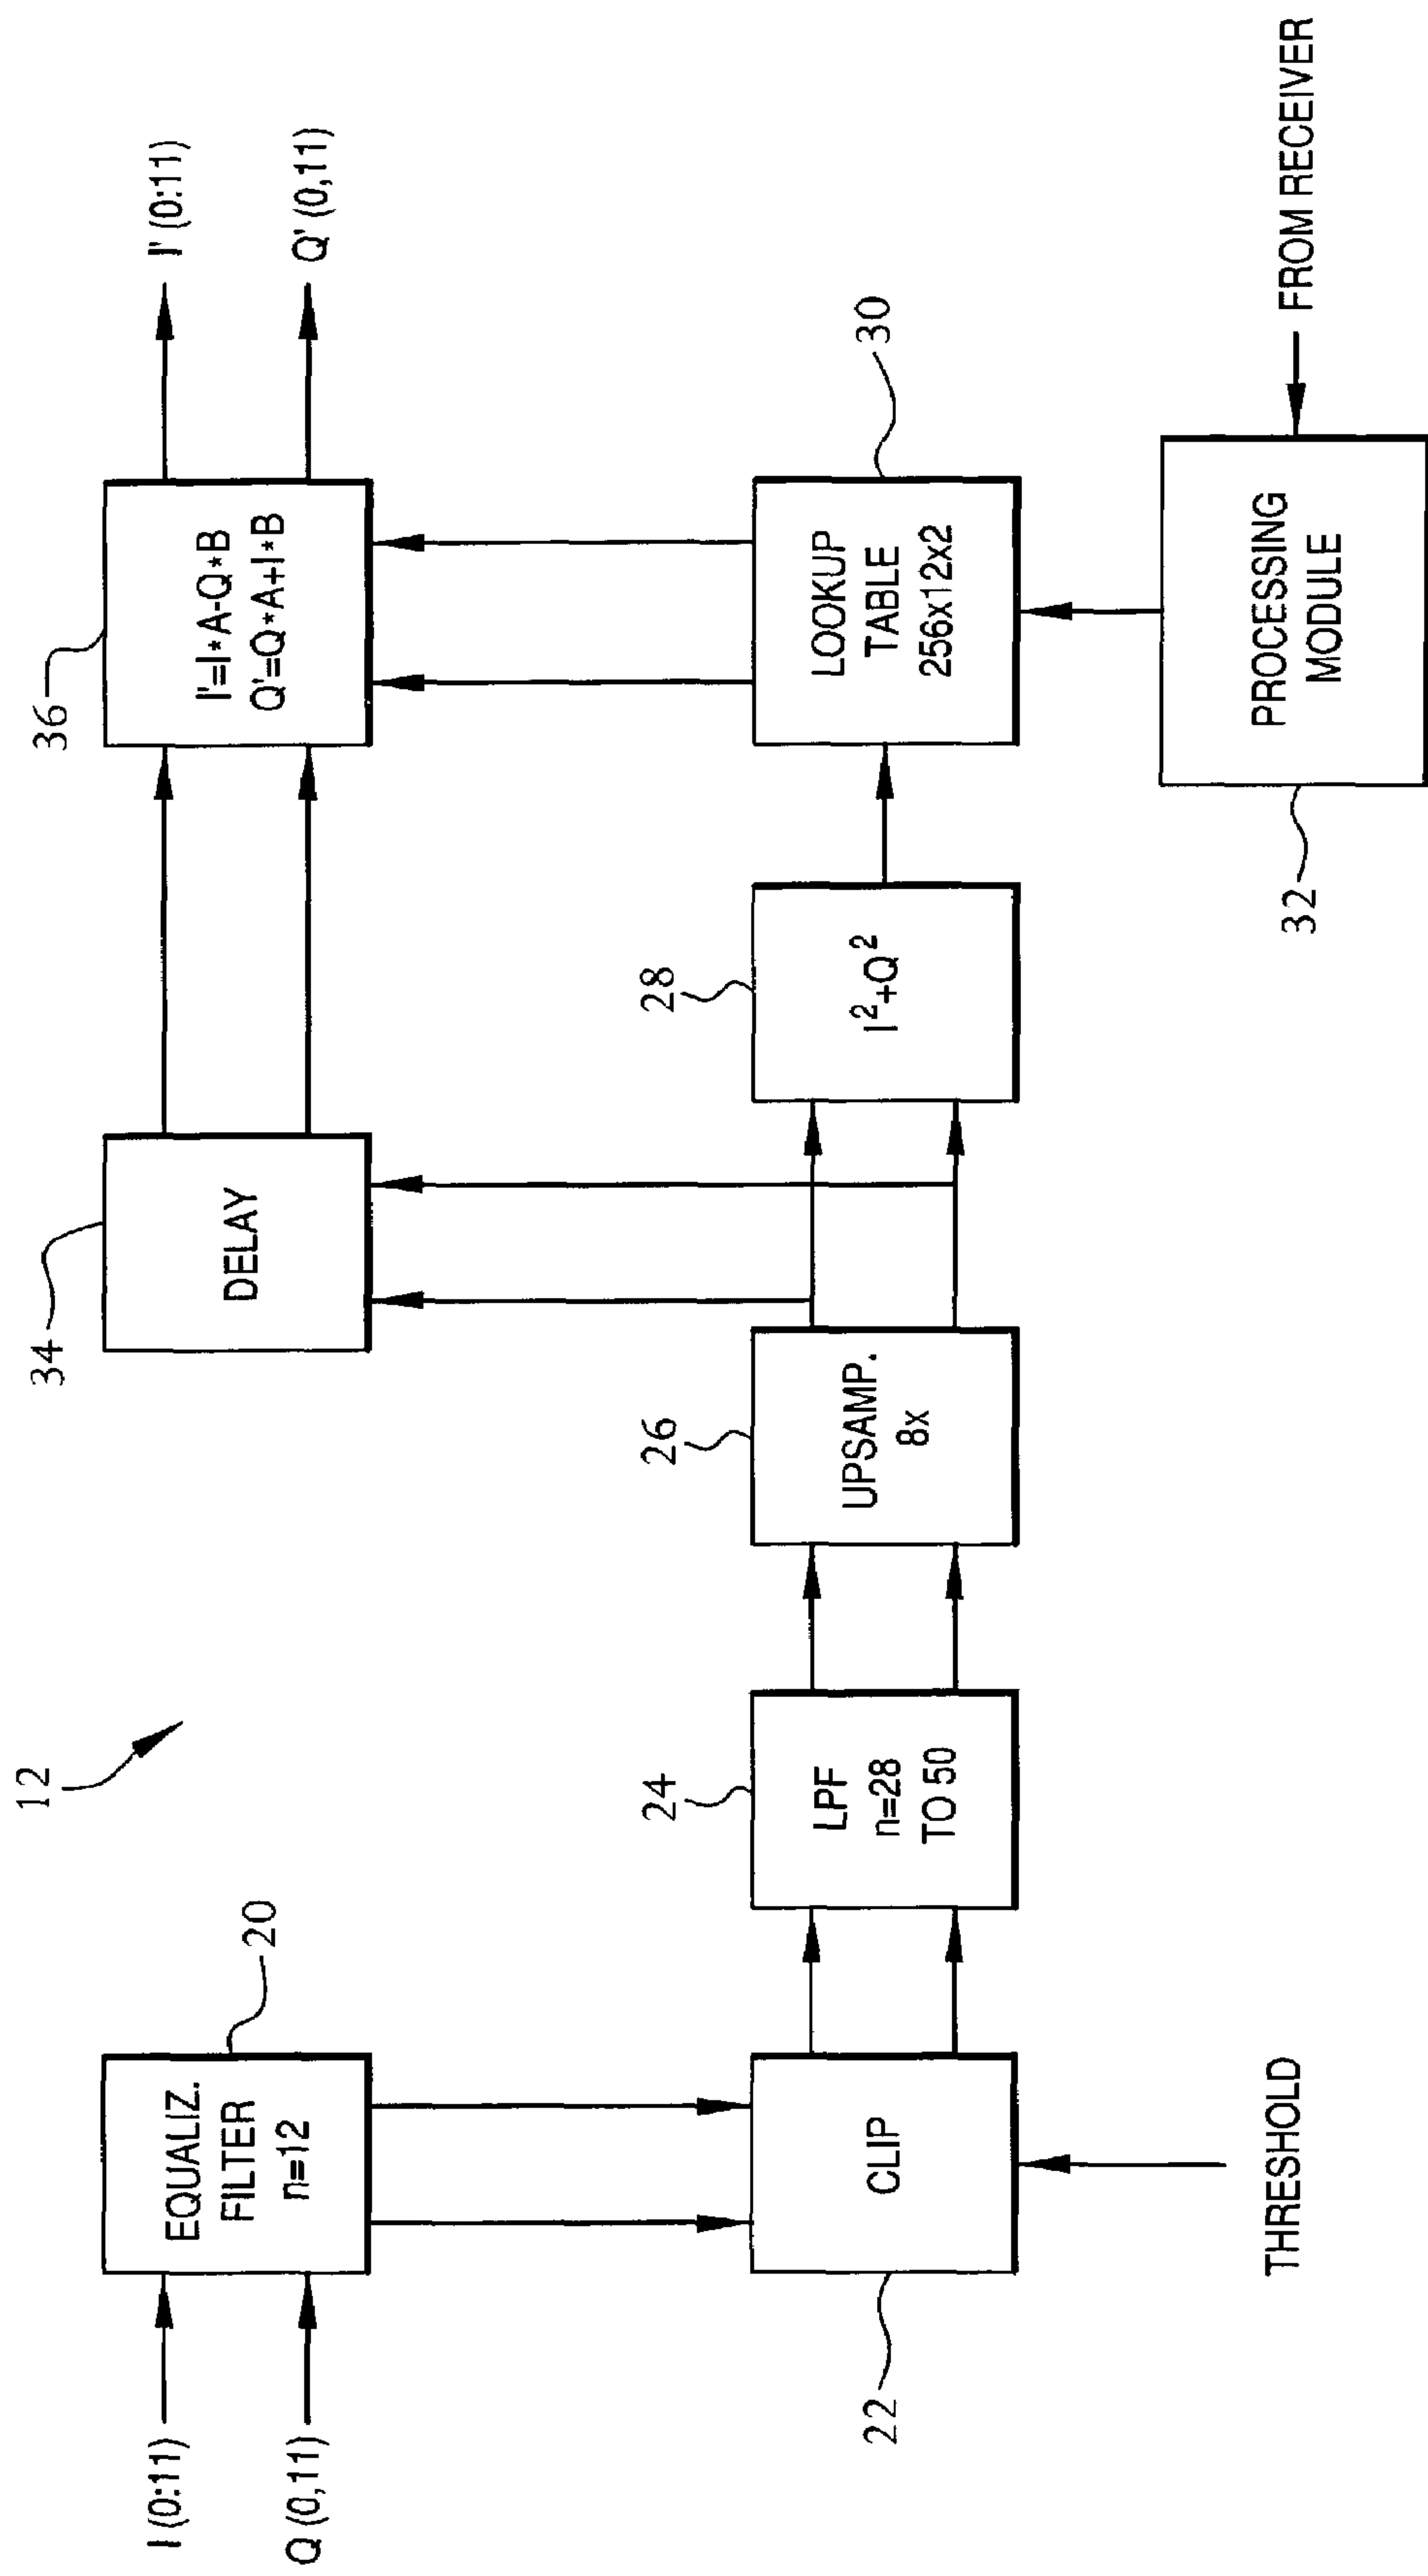 12
I (0:11)
Q (0,11)
EQUALIZ.
FILTER
n=12
20
CLIP
22
THRESHOLD
LPF
n=28
TO 50
24
UPSAMP.
8x
26
DELAY
34
I²+Q²
28
LOOKUP
TABLE
256x12x2
30
PROCESSING
MODULE
32
FROM RECEIVER
I'=I*A-Q*B
Q'=Q*A+I*B
36
I' (0:11)
Q' (0,11)